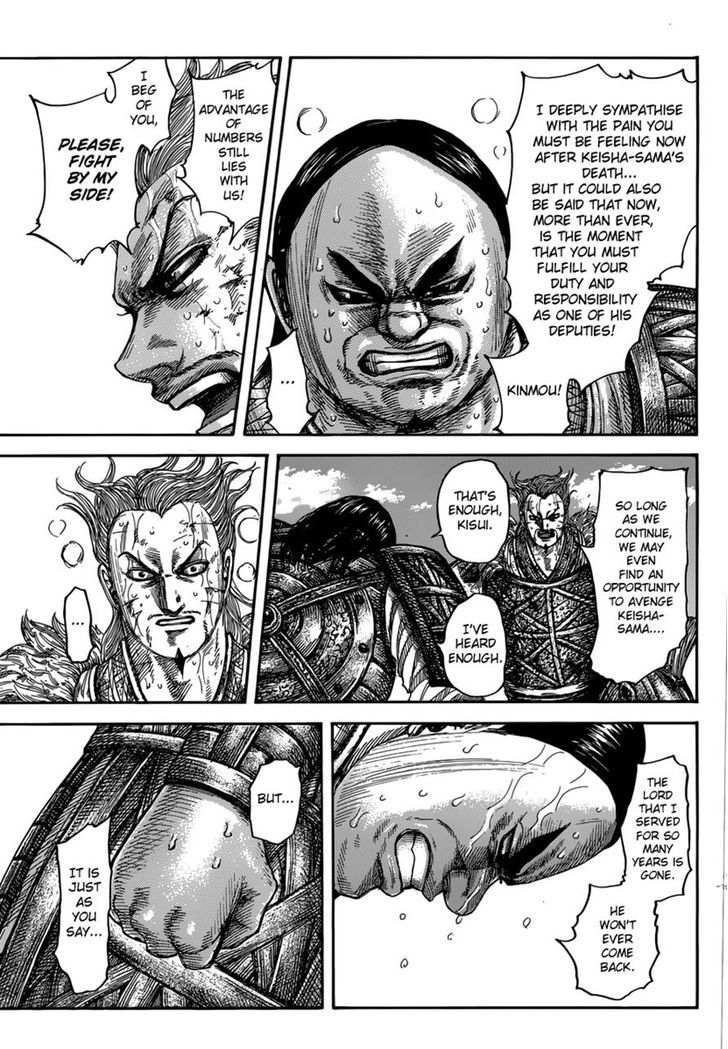 I DEEPLY SYMPATHISE
WITH THE PAIN YOU
MUST BE FEELING NOW
AFTER KEISHA-SAMA'S
DEATH...
BUT IT COULD ALSO
BE SAID THAT NOW,
MORE THAN EVER,
IS THE MOMENT
THAT YOU MUST
FULFILL YOUR
DUTY AND
RESPONSIBILITY
AS ONE OF HIS
DEPUTIES!
KINMOU!
...
THE
ADVANTAGE
OF
NUMBERS
STILL
LIES
WITH
US!
I
BEG
OF
YOU,
PLEASE,
FIGHT
BY MY
SIDE!
SO LONG
AS WE
CONTINUE,
WE MAY
EVEN
FIND AN
OPPORTUNITY
TO AVENGE
KEISHA-
SAMA....
THAT'S
ENOUGH,
KISUI.
I'VE
HEARD
ENOUGH.
...
THE
LORD
THAT I
SERVED
FOR SO
MANY
YEARS IS
GONE.
HE
WON'T
EVER
COME
BACK.
BUT...
IT IS
JUST
AS
YOU
SAY...